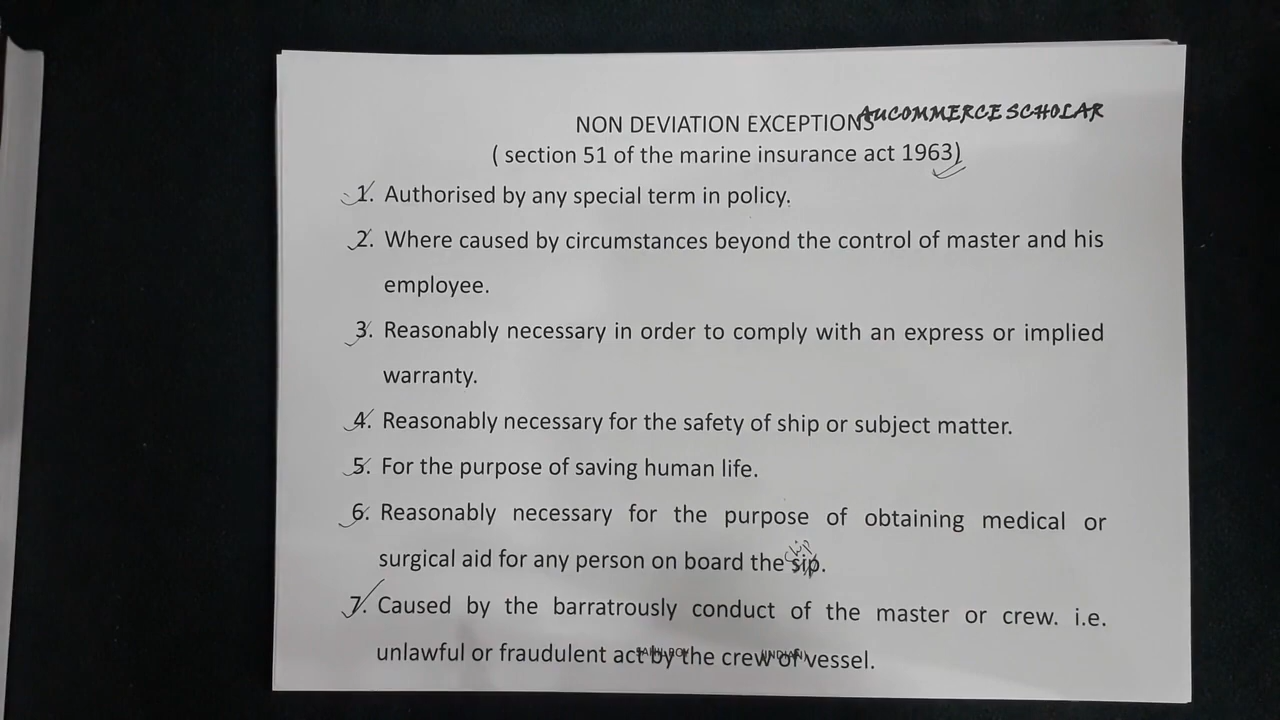 NON DEVIATION EXCEPTIONS AUCOMMERCESCHOLAR
( section 51 of the marine insurance act 1963)
1. Authorised by any special term in policy.
2. Where caused by circumstances beyond the control of master and his
employee.
3. Reasonably necessary in order to comply with an express or implied
warranty.
4. Reasonably necessary for the safety of ship or subject matter.
5. For the purpose of saving human life.
6. Reasonably necessary for the purpose of obtaining medical or
surgical aid for any person on board the sip.
7. Caused by the barratrously conduct of the master or crew. i.e.
unlawful or fraudulent act by the crew of vessel.